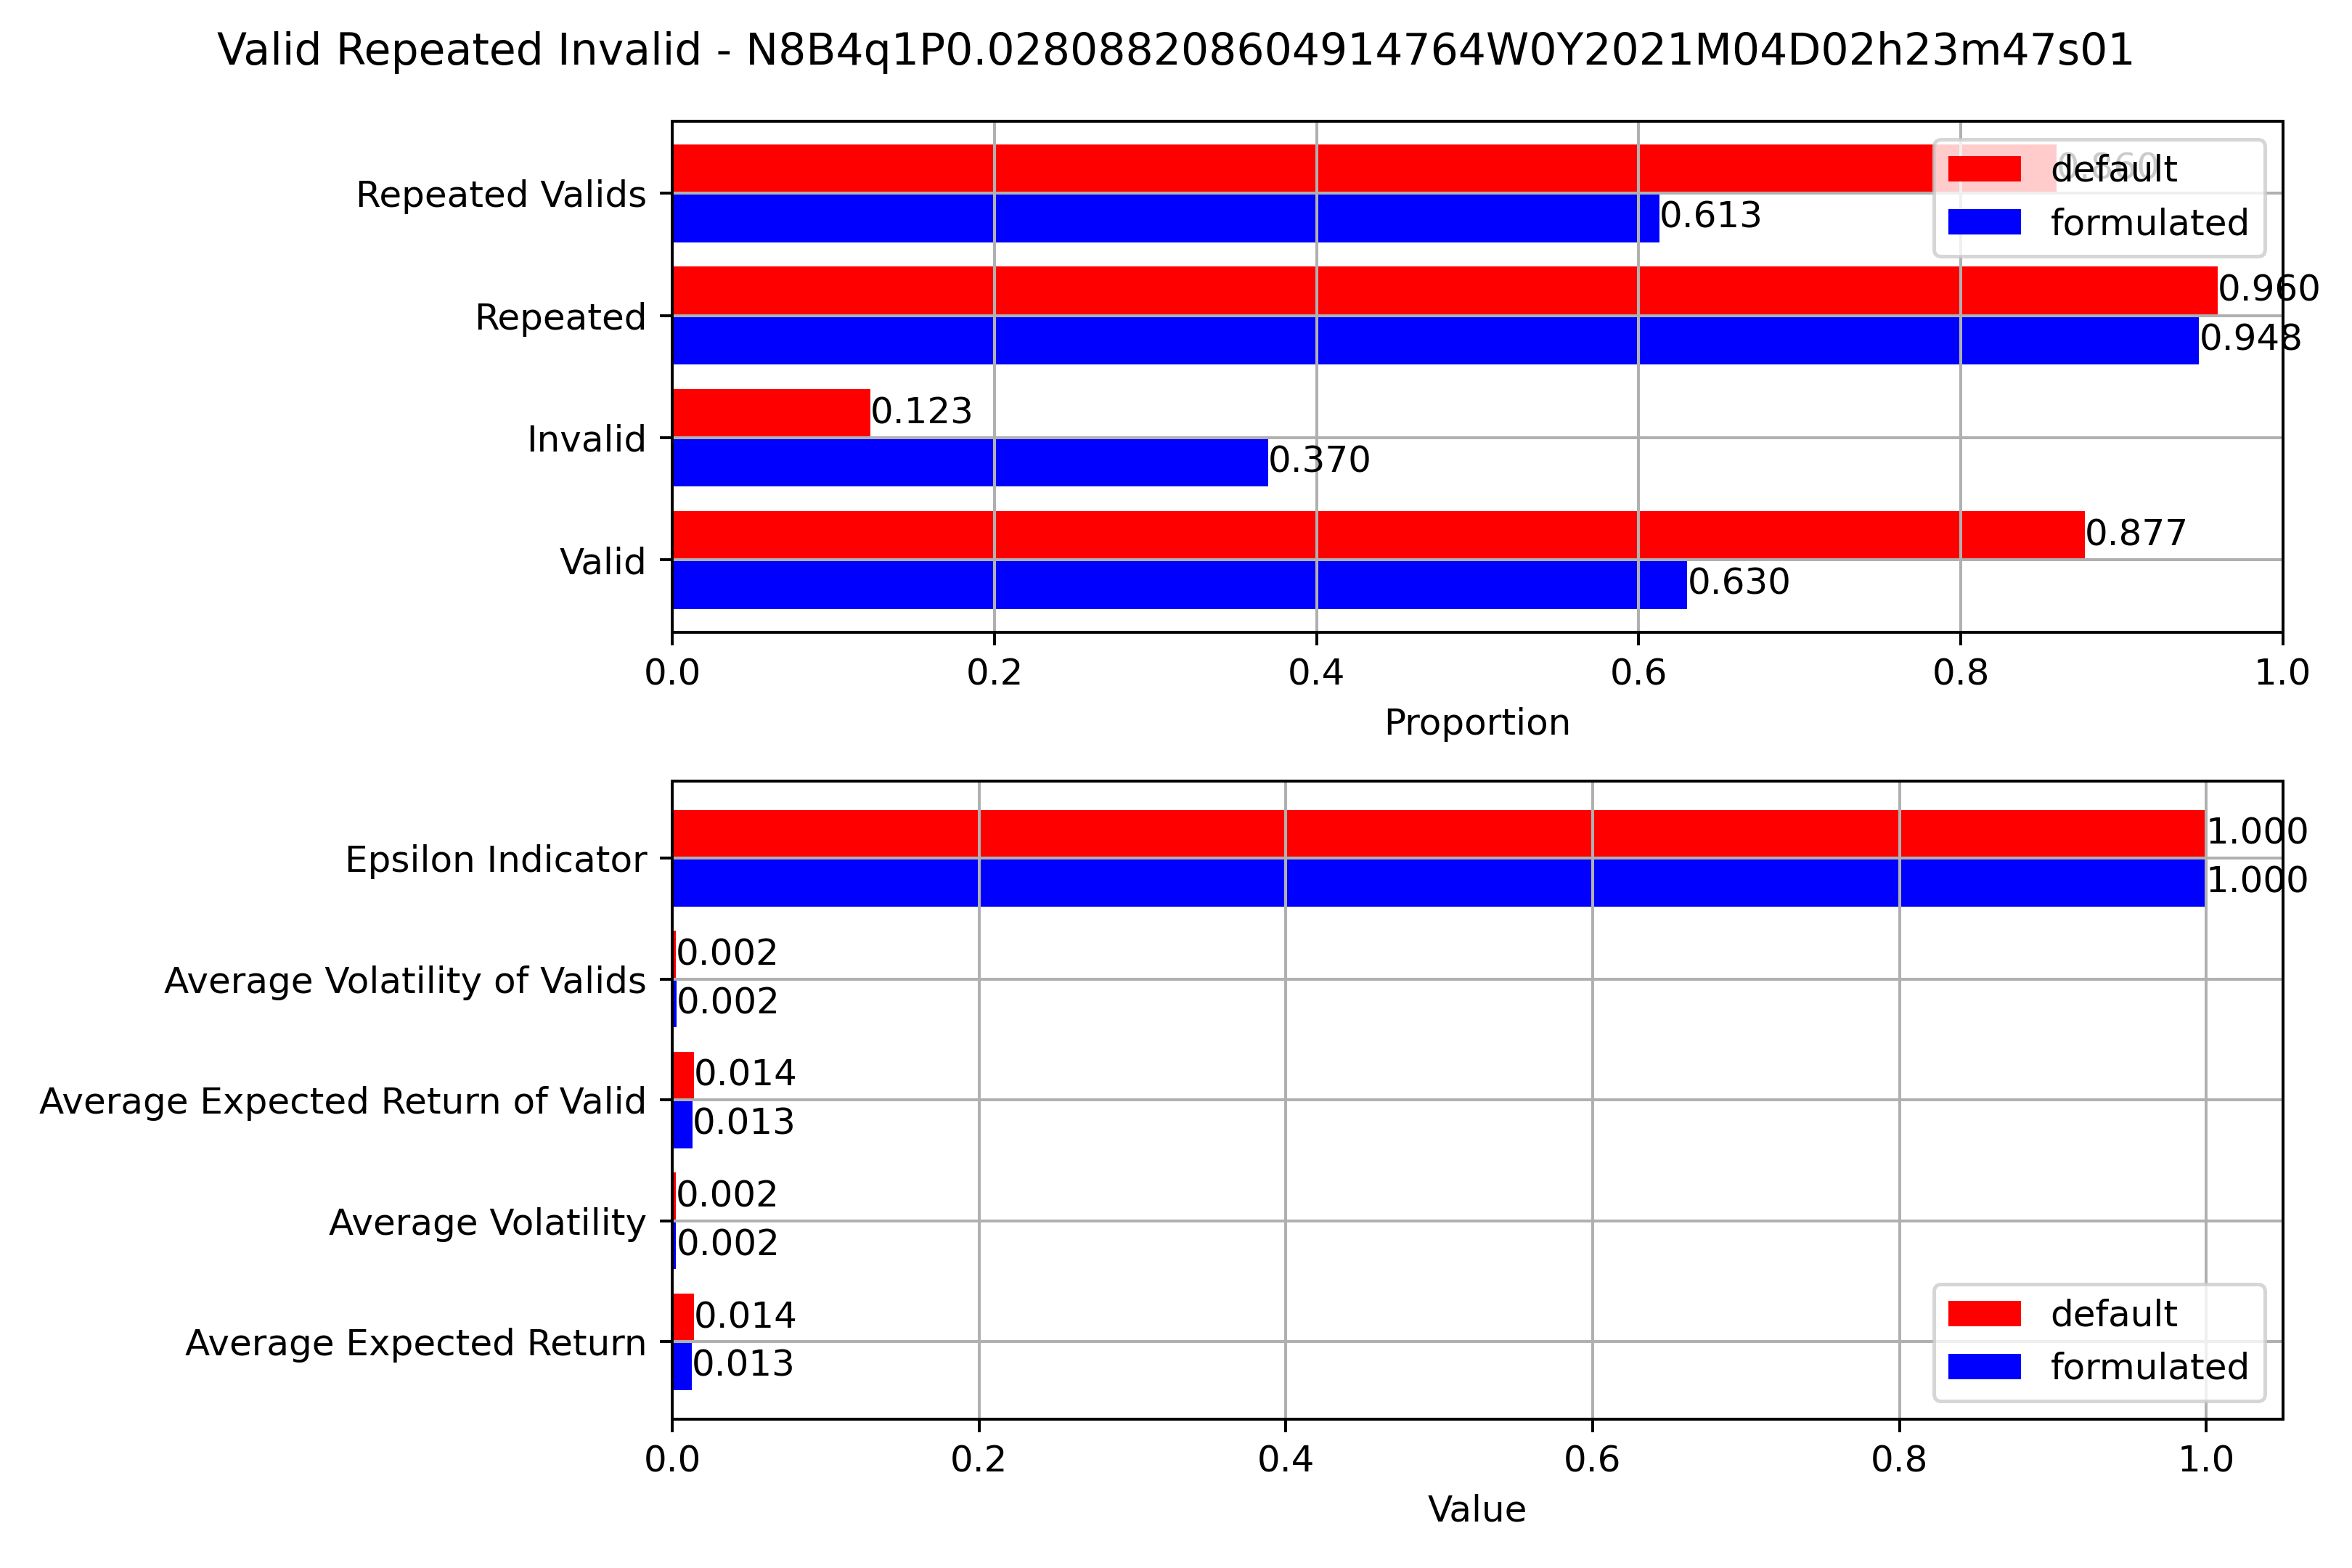 Valid Repeated Invalid - N8B4q1P0.028088208604914764W0Y2021M04D02h23m47s01
Repeated Valids
0.860
default
0.613
formulated
Repeated
0.960
0.948
Invalid
0.123
0.370
Valid
0.877
0.630
0.0 0.2 0.4 0.6 0.8 1.0
Proportion
Epsilon Indicator
1.000
1.000
Average Volatility of Valids
0.002
0.002
Average Expected Return of Valid
0.014
0.013
Average Volatility
0.002
0.002
Average Expected Return
0.014
0.013
default
formulated
0.0 0.2 0.4 0.6 0.8 1.0
Value